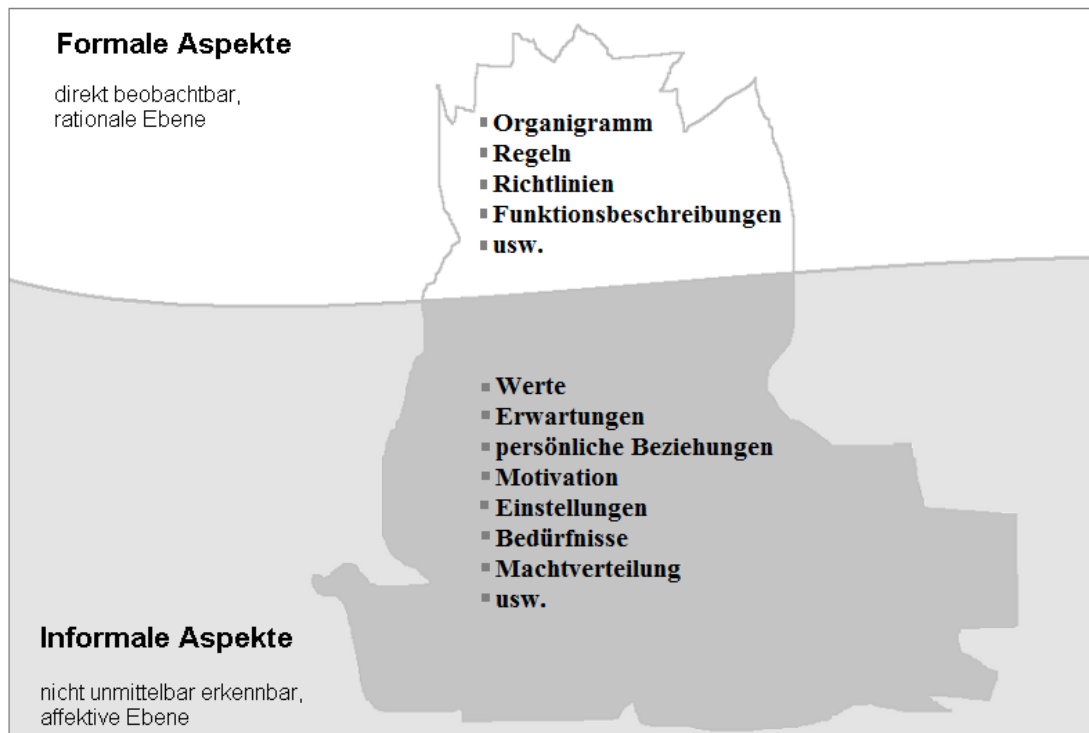 Formale Aspekte
direkt beobachtbar,
rationale Ebene
Organigramm
Regeln
Richtlinien
Funktionsbeschreibungen
usw.
Werte
Erwartungen
persönliche Beziehungen
Motivation
Einstellungen
Bedürfnisse
Machtverteilung
usw.
Informale Aspekte
nicht unmittelbar erkennbar,
affektive Ebene